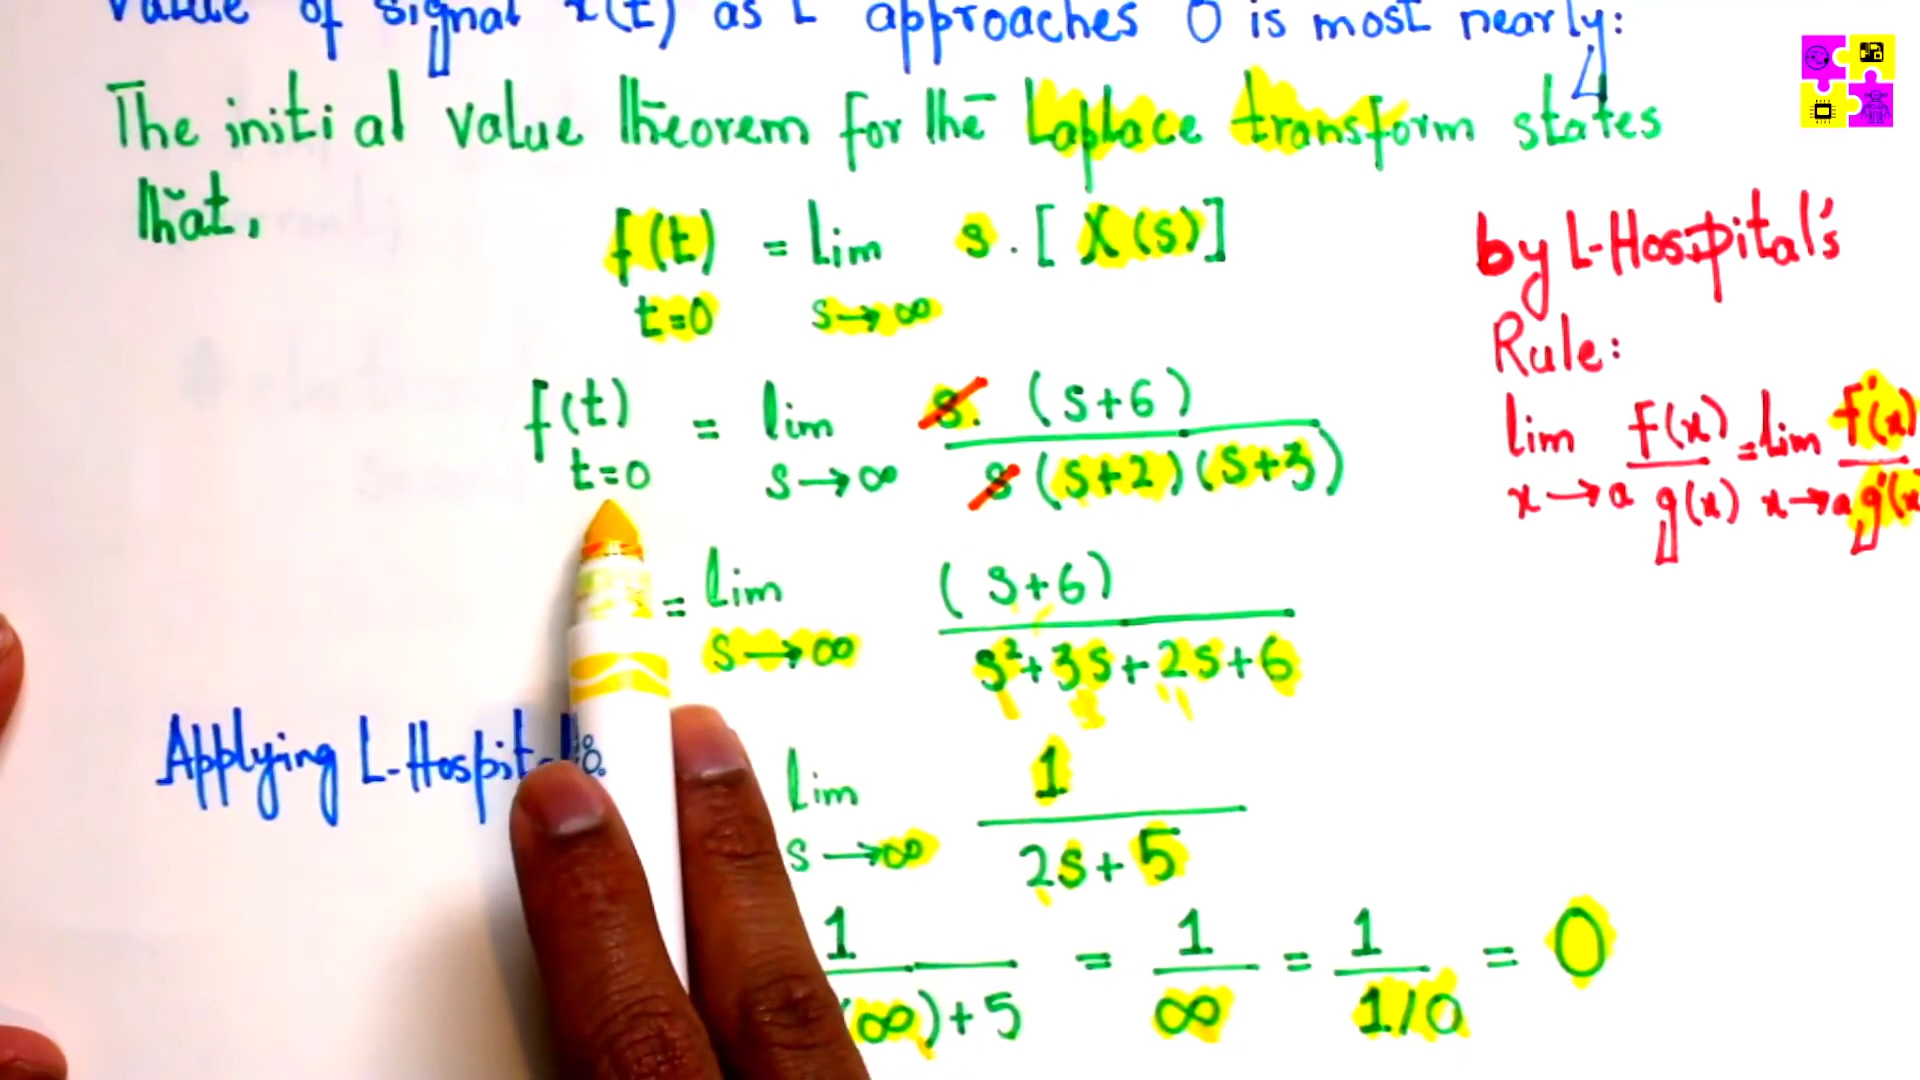 value of signal x(t) as t approaches 0 is most nearly:
The initial value theorem for the Laplace transform states
that,
f(t) = lim s . [ X(s)]
t=0 s→∞
f(t) = lim s. (s+6)
t=0 s→∞ s (s+2) (s+3)
= lim (s+6)
s→∞ s²+3s+2s+6
Applying L-Hospit
lim 1
s→∞ 2s+5
1 = 1 = 1 = 0
(∞)+5 ∞ 1/0
by L-Hospital's
Rule:
lim f(x) = lim f'(x)
x→a g(x) x→a g'(x